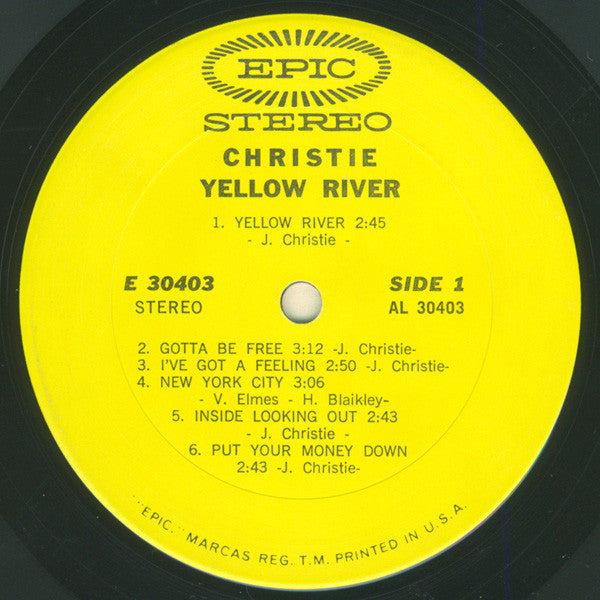 EPIC
STEREO
CHRISTIE
YELLOW RIVER
1. YELLOW RIVER 2:45
- J. Christie -
E 30403 SIDE 1
STEREO AL 30403
2. GOTTA BE FREE 3:12 -J. Christie-
3. I'VE GOT A FEELING 2:50 -J. Christie-
4. NEW YORK CITY 3:06
- V. Elmes - H. Blaikley-
5. INSIDE LOOKING OUT 2:43
- J. Christie -
6. PUT YOUR MONEY DOWN
2:43 -J. Christie-
"EPIC," MARCAS REG. T.M. PRINTED IN U.S.A.